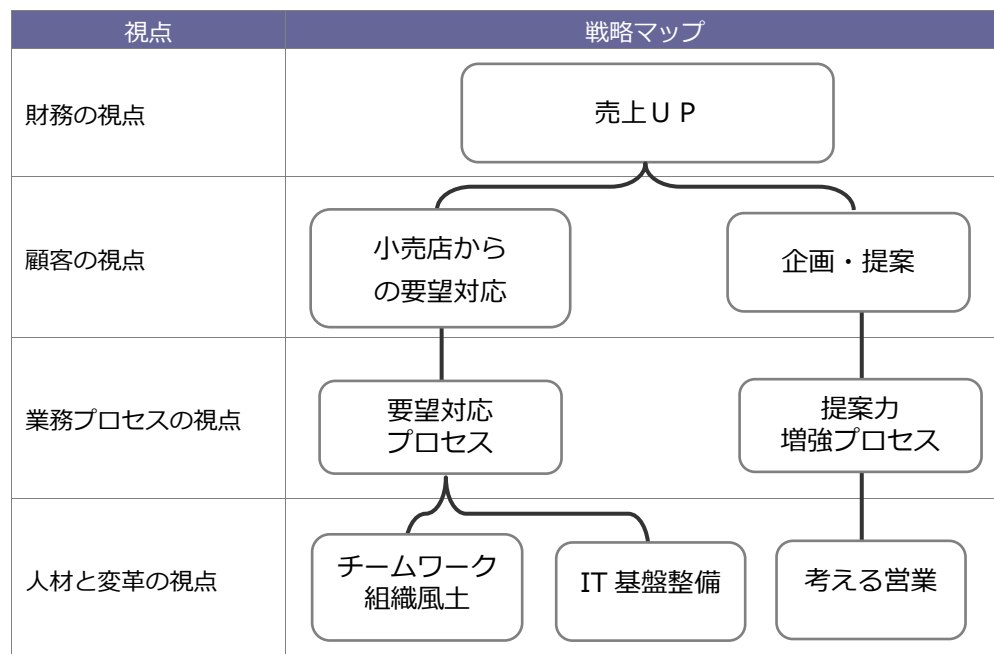 視点
戦略マップ
財務の視点
売上ＵＰ
顧客の視点
小売店から
の要望対応
企画・提案
業務プロセスの視点
要望対応
プロセス
提案力
増強プロセス
人材と変革の視点
チームワーク
組織風土
IT 基盤整備
考える営業